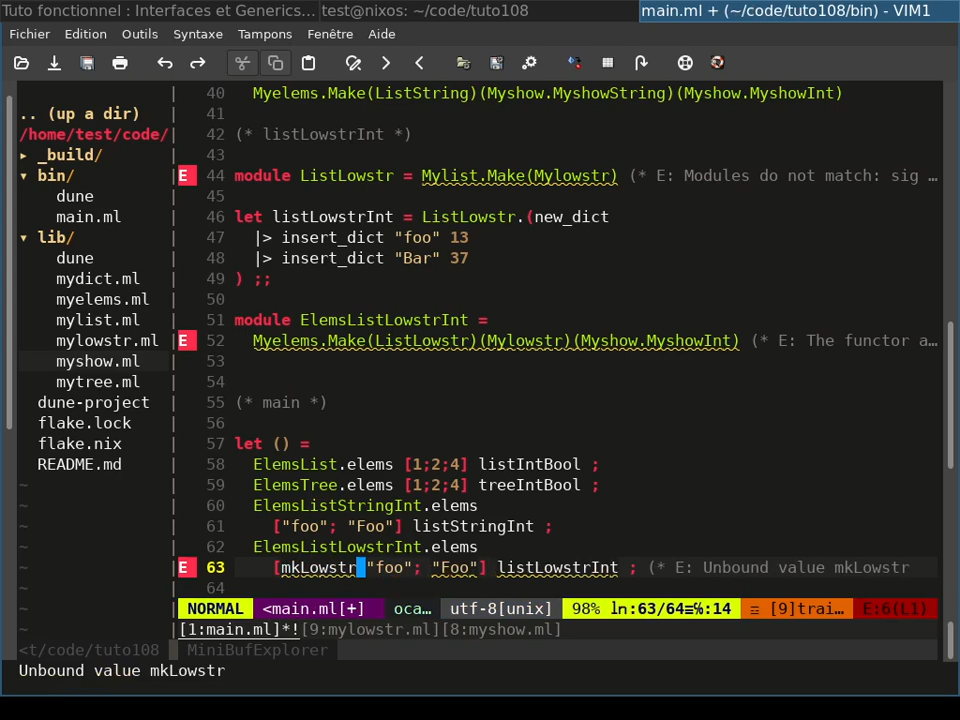 Tuto fonctionnel : Interfaces et Generics... test@nixos: ~/code/tuto108 main.ml + (~/code/tuto108/bin) - VIM1
Fichier Edition Outils Syntaxe Tampons Fenêtre Aide
40 Myelems.Make(ListString)(Myshow.MyshowString)(Myshow.MyshowInt)
.. (up a dir) 41
/home/test/code/ 42 (* listLowstrInt *)
▸ _build/ 43
▾ bin/ E 44 module ListLowstr = Mylist.Make(Mylowstr) (* E: Modules do not match: sig …
dune 45
main.ml 46 let listLowstrInt = ListLowstr.(new_dict
▾ lib/ 47 |> insert_dict "foo" 13
dune 48 |> insert_dict "Bar" 37
mydict.ml 49 ) ;;
myelems.ml 50
mylist.ml 51 module ElemsListLowstrInt =
mylowstr.ml E 52 Myelems.Make(ListLowstr)(Mylowstr)(Myshow.MyshowInt) (* E: The functor a…
myshow.ml 53
mytree.ml 54
dune-project 55 (* main *)
flake.lock 56
flake.nix 57 let () =
README.md 58 ElemsList.elems [1;2;4] listIntBool ;
~ 59 ElemsTree.elems [1;2;4] treeIntBool ;
~ 60 ElemsListStringInt.elems
~ 61 ["foo"; "Foo"] listStringInt ;
~ 62 ElemsListLowstrInt.elems
~ E 63 [mkLowstr "foo"; "Foo"] listLowstrInt ; (* E: Unbound value mkLowstr
~ 64
~ NORMAL <main.ml[+] oca… utf-8[unix] 98% ln:63/64≡℅:14 ☲ [9]trai… E:6(L1)
~ [1:main.ml]*![9:mylowstr.ml][8:myshow.ml]
<t/code/tuto108 MiniBufExplorer
Unbound value mkLowstr